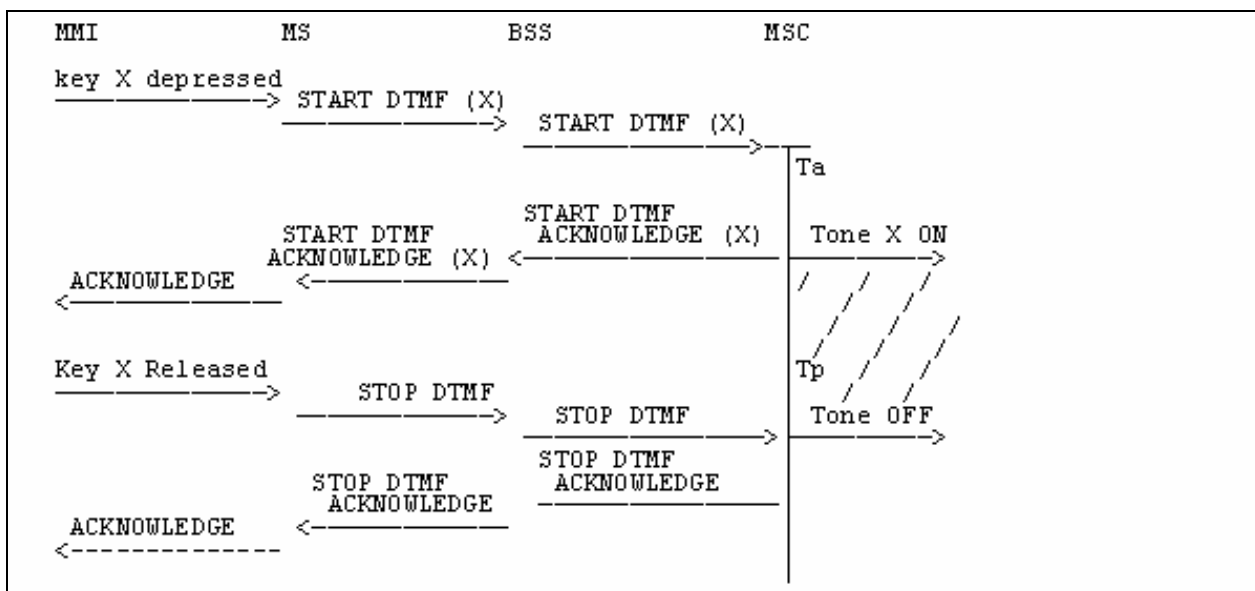 MMI MS BSS MSC
key X depressed
START DTMF (X)
START DTMF (X)
Ta
START DTMF
ACKNOWLEDGE (X)
Tone X ON
START DTMF
ACKNOWLEDGE (X)
ACKNOWLEDGE
Key X Released
Tp
STOP DTMF
STOP DTMF
Tone OFF
STOP DTMF
ACKNOWLEDGE
STOP DTMF
ACKNOWLEDGE
ACKNOWLEDGE